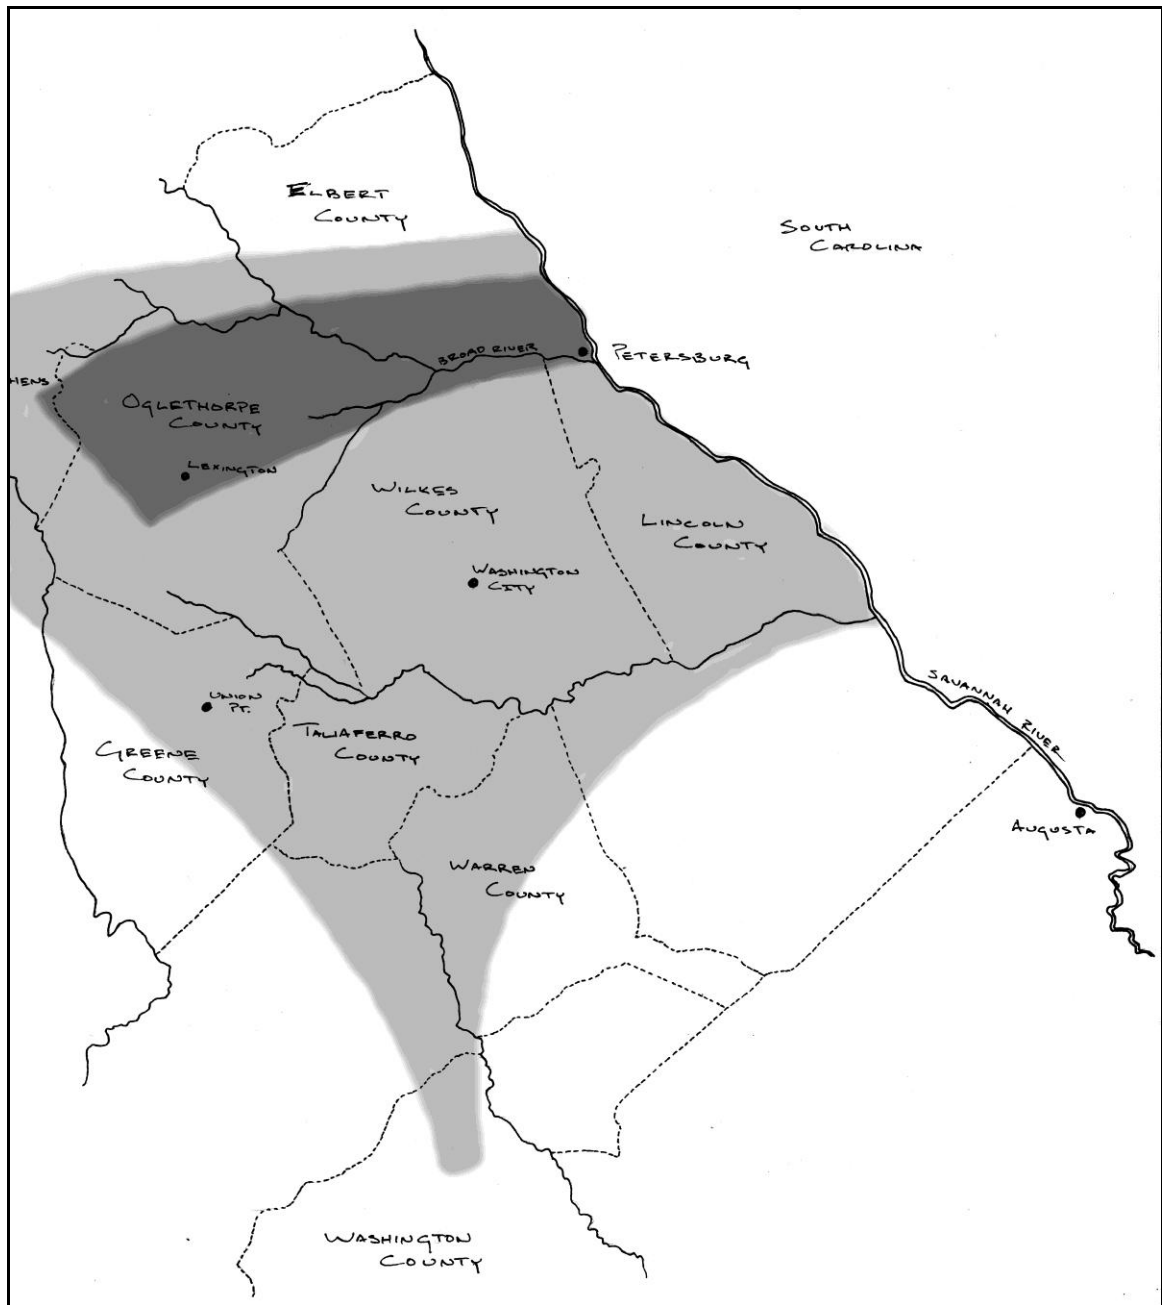 ELBERT
COUNTY
SOUTH
CAROLINA
BROAD RIVER
PETERSBURG
HENS
OGLETHORPE
COUNTY
LEXINGTON
WILKES
COUNTY
LINCOLN
COUNTY
WASHINGTON
CITY
SAVANNAH RIVER
UNION
PT.
TALIAFERRO
COUNTY
GREENE
COUNTY
AUGUSTA
WARREN
COUNTY
WASHINGTON
COUNTY